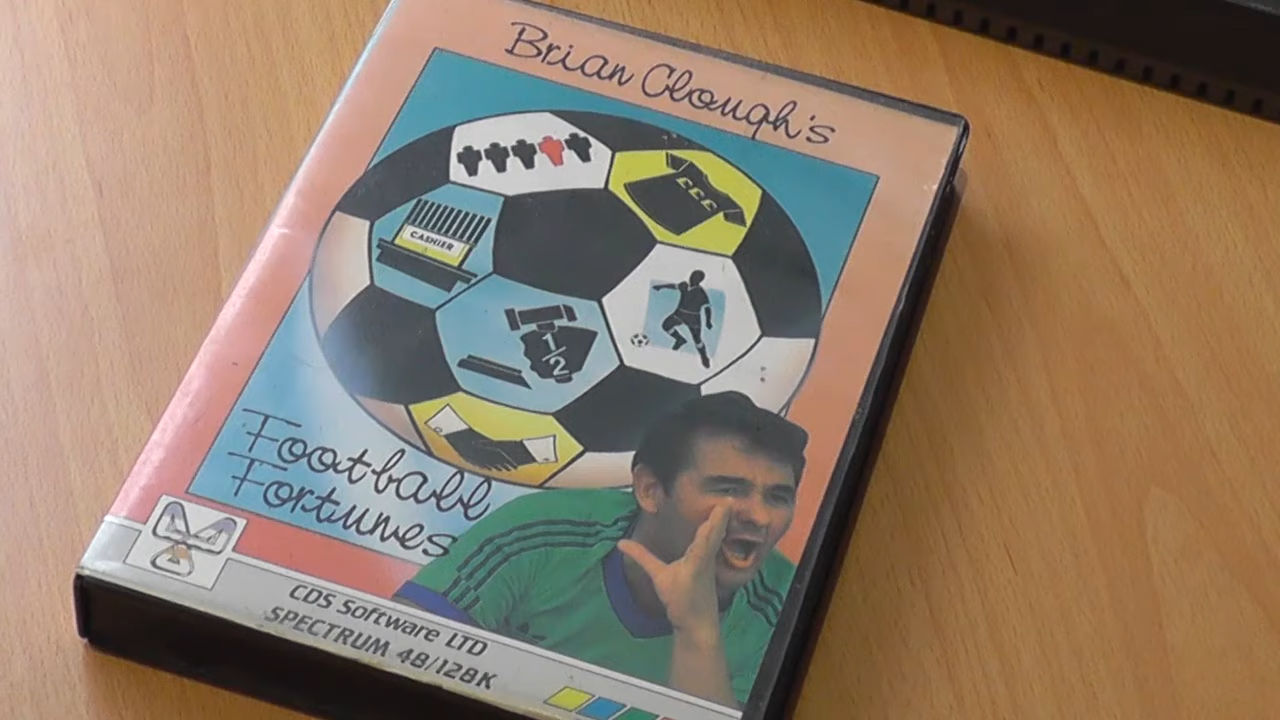 Brian Clough's
£££
CASHIER
1/2
Football
Fortunes
CDS Software LTD
SPECTRUM 48/128K